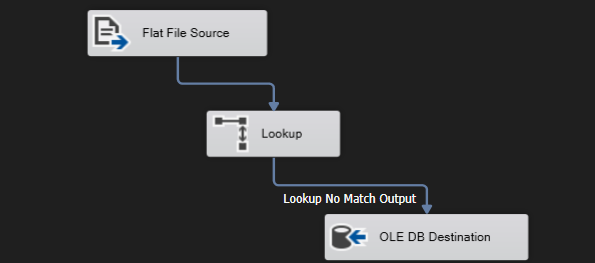 Flat File Source
Lookup
Lookup No Match Output
OLE DB Destination